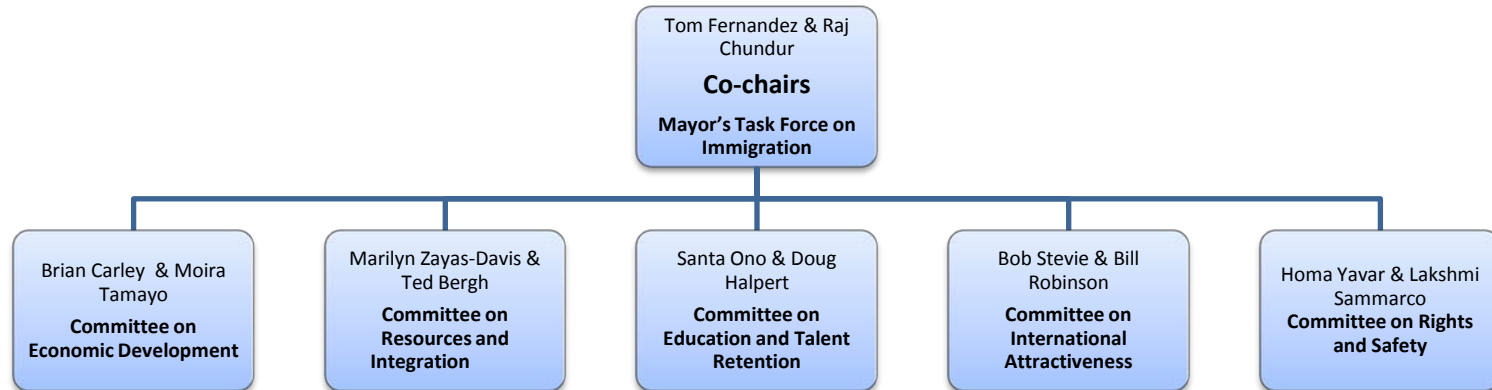 Tom Fernandez & Raj
Chundur
Co-chairs
Mayor's Task Force on
Immigration
Brian Carley & Moira
Tamayo
Committee on
Economic Development
Marilyn Zayas-Davis &
Ted Bergh
Committee on
Resources and
Integration
Santa Ono & Doug
Halpert
Committee on
Education and Talent
Retention
Bob Stevie & Bill
Robinson
Committee on
International
Attractiveness
Homa Yavar & Lakshmi
Sammarco
Committee on Rights
and Safety